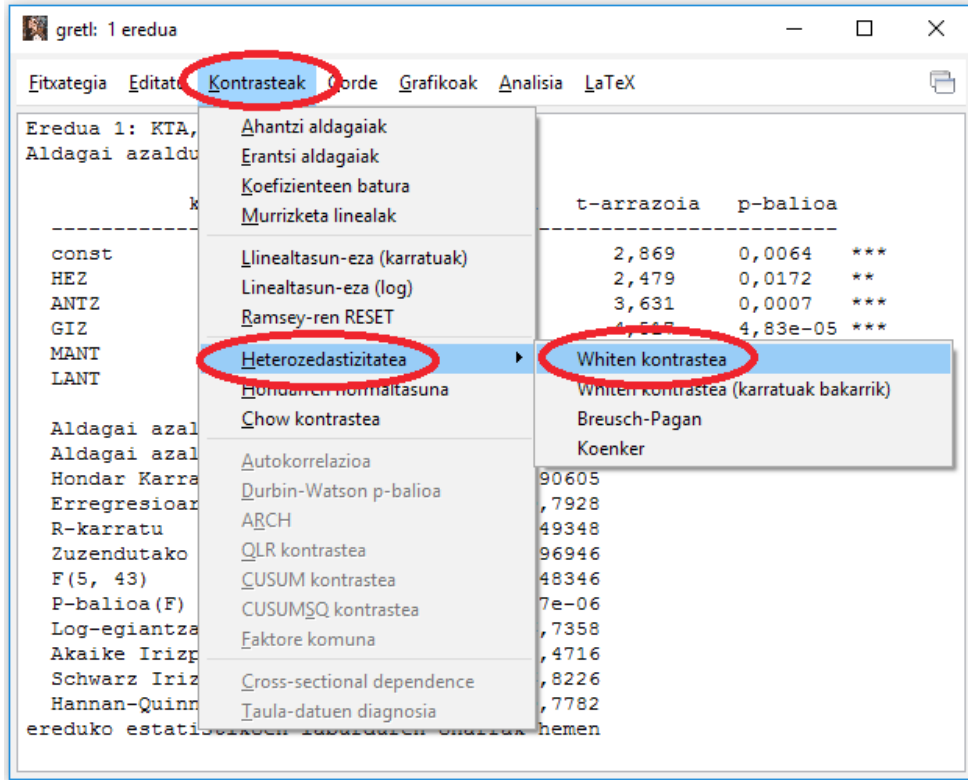 gretl: 1 eredua
Fitxategia Editatu Kontrasteak Gorde Grafikoak Analisia LaTeX
Eredua 1: KTA,
Aldagai azaldu
k t-arrazoia p-balioa
const 2,869 0,0064 ***
HEZ 2,479 0,0172 **
ANTZ 3,631 0,0007 ***
GIZ 4,83e-05 ***
MANT
LANT
Aldagai azal
Aldagai azal
Hondar Karra 90605
Erregresioar ,7928
R-karratu 49348
Zuzendutako 96946
F(5, 43) 48346
P-balioa(F) 7e-06
Log-egiantza ,7358
Akaike Irizp ,4716
Schwarz Iriz ,8226
Hannan-Quinn ,7782
ereduko hemen
Ahantzi aldagaiak
Erantsi aldagaiak
Koefizienteen batura
Murrizketa linealak
Llinealtasun-eza (karratuak)
Linealtasun-eza (log)
Ramsey-ren RESET
Heterozedastizitatea
Hondarren normaltasuna
Chow kontrastea
Autokorrelazioa
Durbin-Watson p-balioa
ARCH
QLR kontrastea
CUSUM kontrastea
CUSUMSQ kontrastea
Faktore komuna
Cross-sectional dependence
Taula-datuen diagnosia
Whiten kontrastea
Whiten kontrastea (karratuak bakarrik)
Breusch-Pagan
Koenker